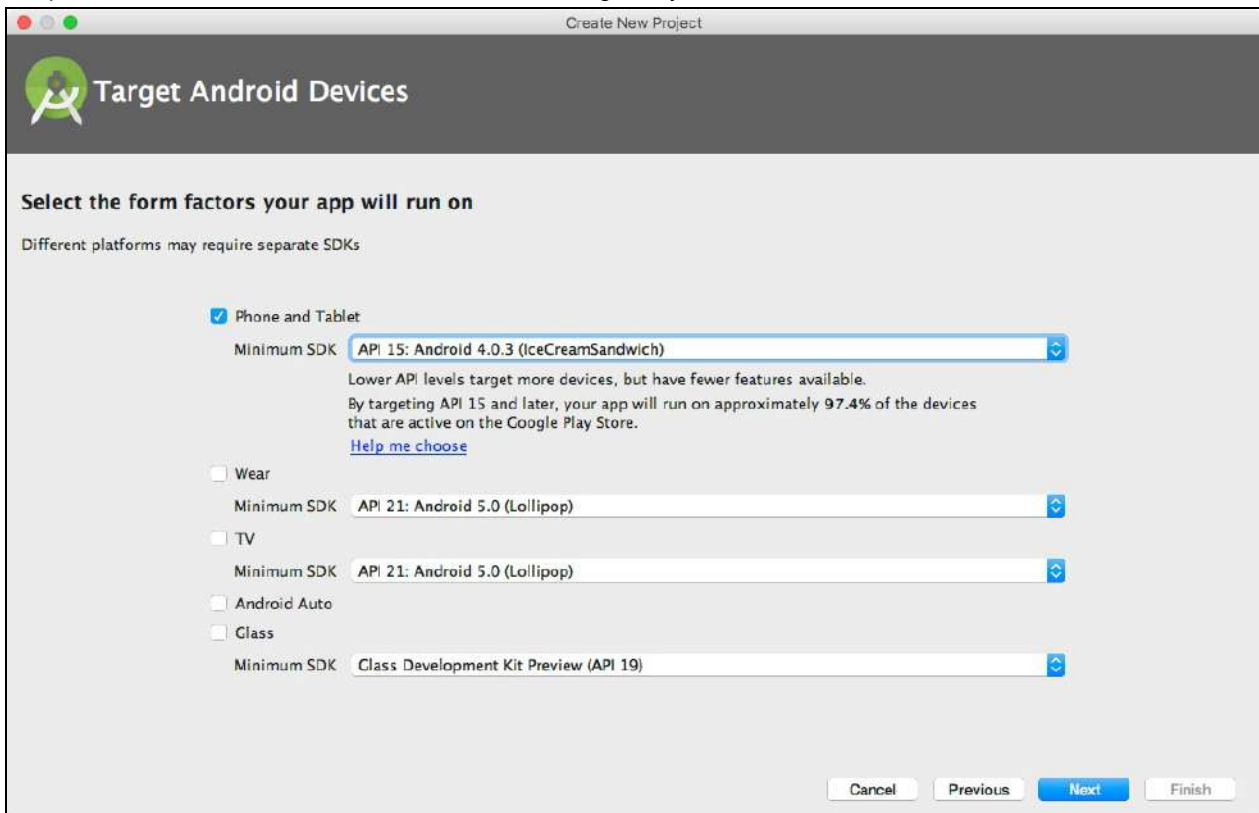 Create New Project
Target Android Devices
Select the form factors your app will run on
Different platforms may require separate SDKs
Phone and Tablet
Minimum SDK API 15: Android 4.0.3 (IceCreamSandwich)
Lower API levels target more devices, but have fewer features available.
By targeting API 15 and later, your app will run on approximately 97.4% of the devices
that are active on the Google Play Store.
Help me choose
Wear
Minimum SDK API 21: Android 5.0 (Lollipop)
TV
Minimum SDK API 21: Android 5.0 (Lollipop)
Android Auto
Glass
Minimum SDK Glass Development Kit Preview (API 19)
Cancel Previous Next Finish